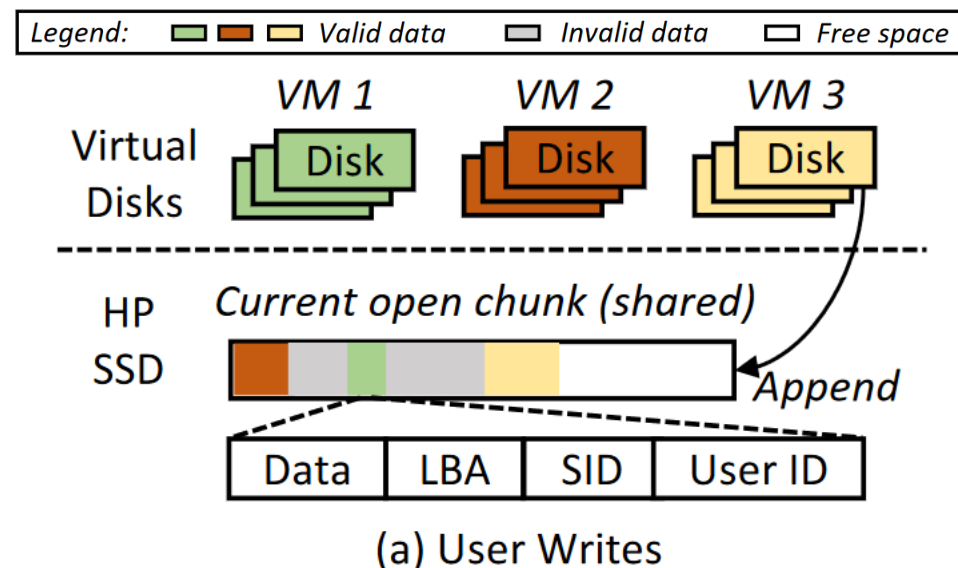 Legend: Valid data Invalid data Free space
VM 1 VM 2 VM 3
Virtual Disks
Disk Disk Disk
HP SSD
Current open chunk (shared)
Append
Data LBA SID User ID
(a) User Writes